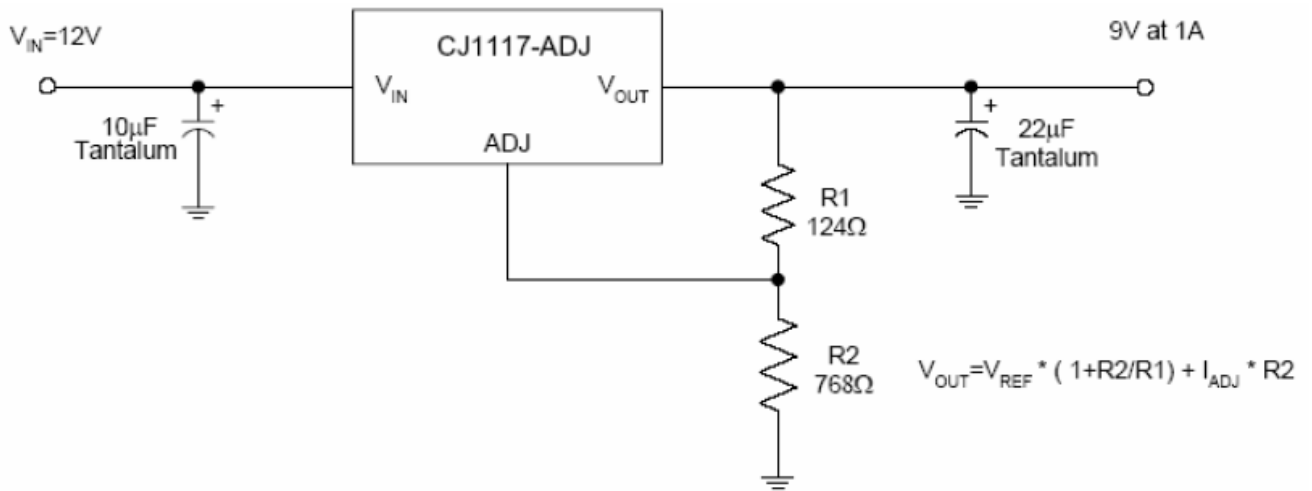 V_IN=12V
9V at 1A
CJ1117-ADJ
V_IN
V_OUT
ADJ
+
10μF
Tantalum
+
22μF
Tantalum
R1
124Ω
R2
768Ω
V_OUT=V_REF * ( 1+R2/R1) + I_ADJ * R2